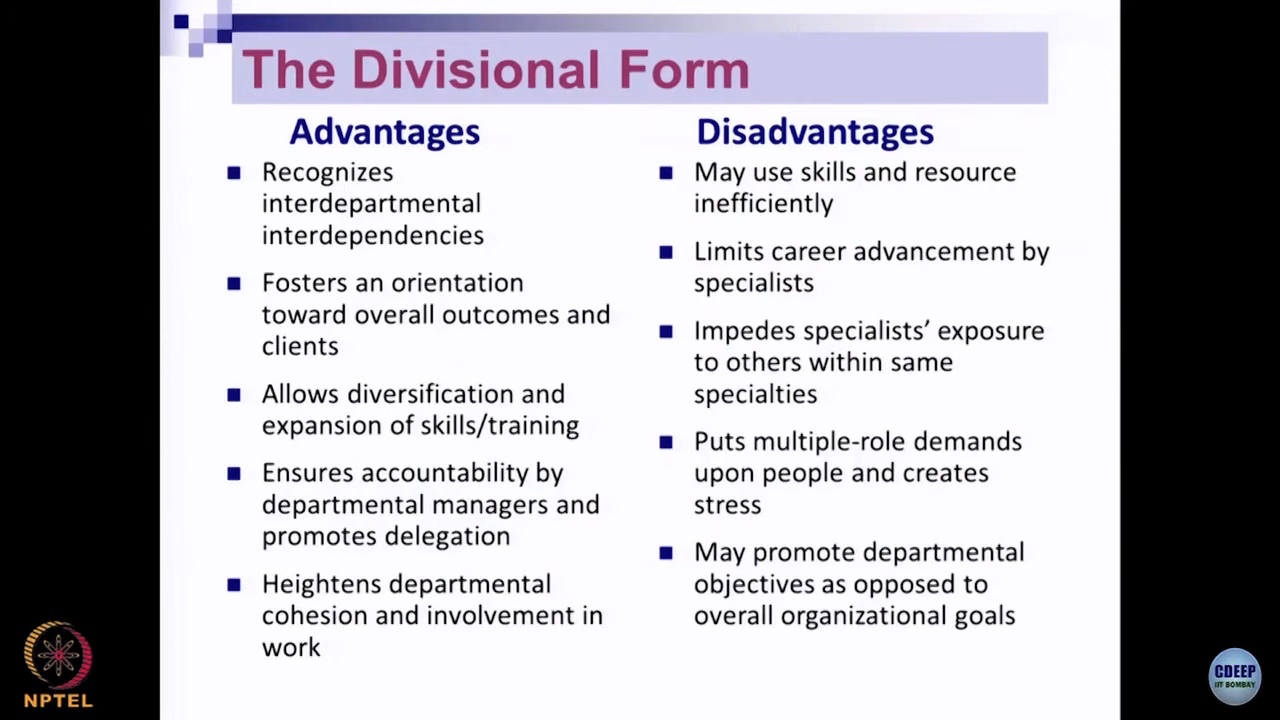 The Divisional Form
Advantages
Recognizes
interdepartmental
interdependencies
Fosters an orientation
toward overall outcomes and
clients
Allows diversification and
expansion of skills/training
Ensures accountability by
departmental managers and
promotes delegation
Heightens departmental
cohesion and involvement in
work
Disadvantages
May use skills and resource
inefficiently
Limits career advancement by
specialists
Impedes specialists’ exposure
to others within same
specialties
Puts multiple-role demands
upon people and creates
stress
May promote departmental
objectives as opposed to
overall organizational goals
NPTEL
CDEEP
IIT BOMBAY